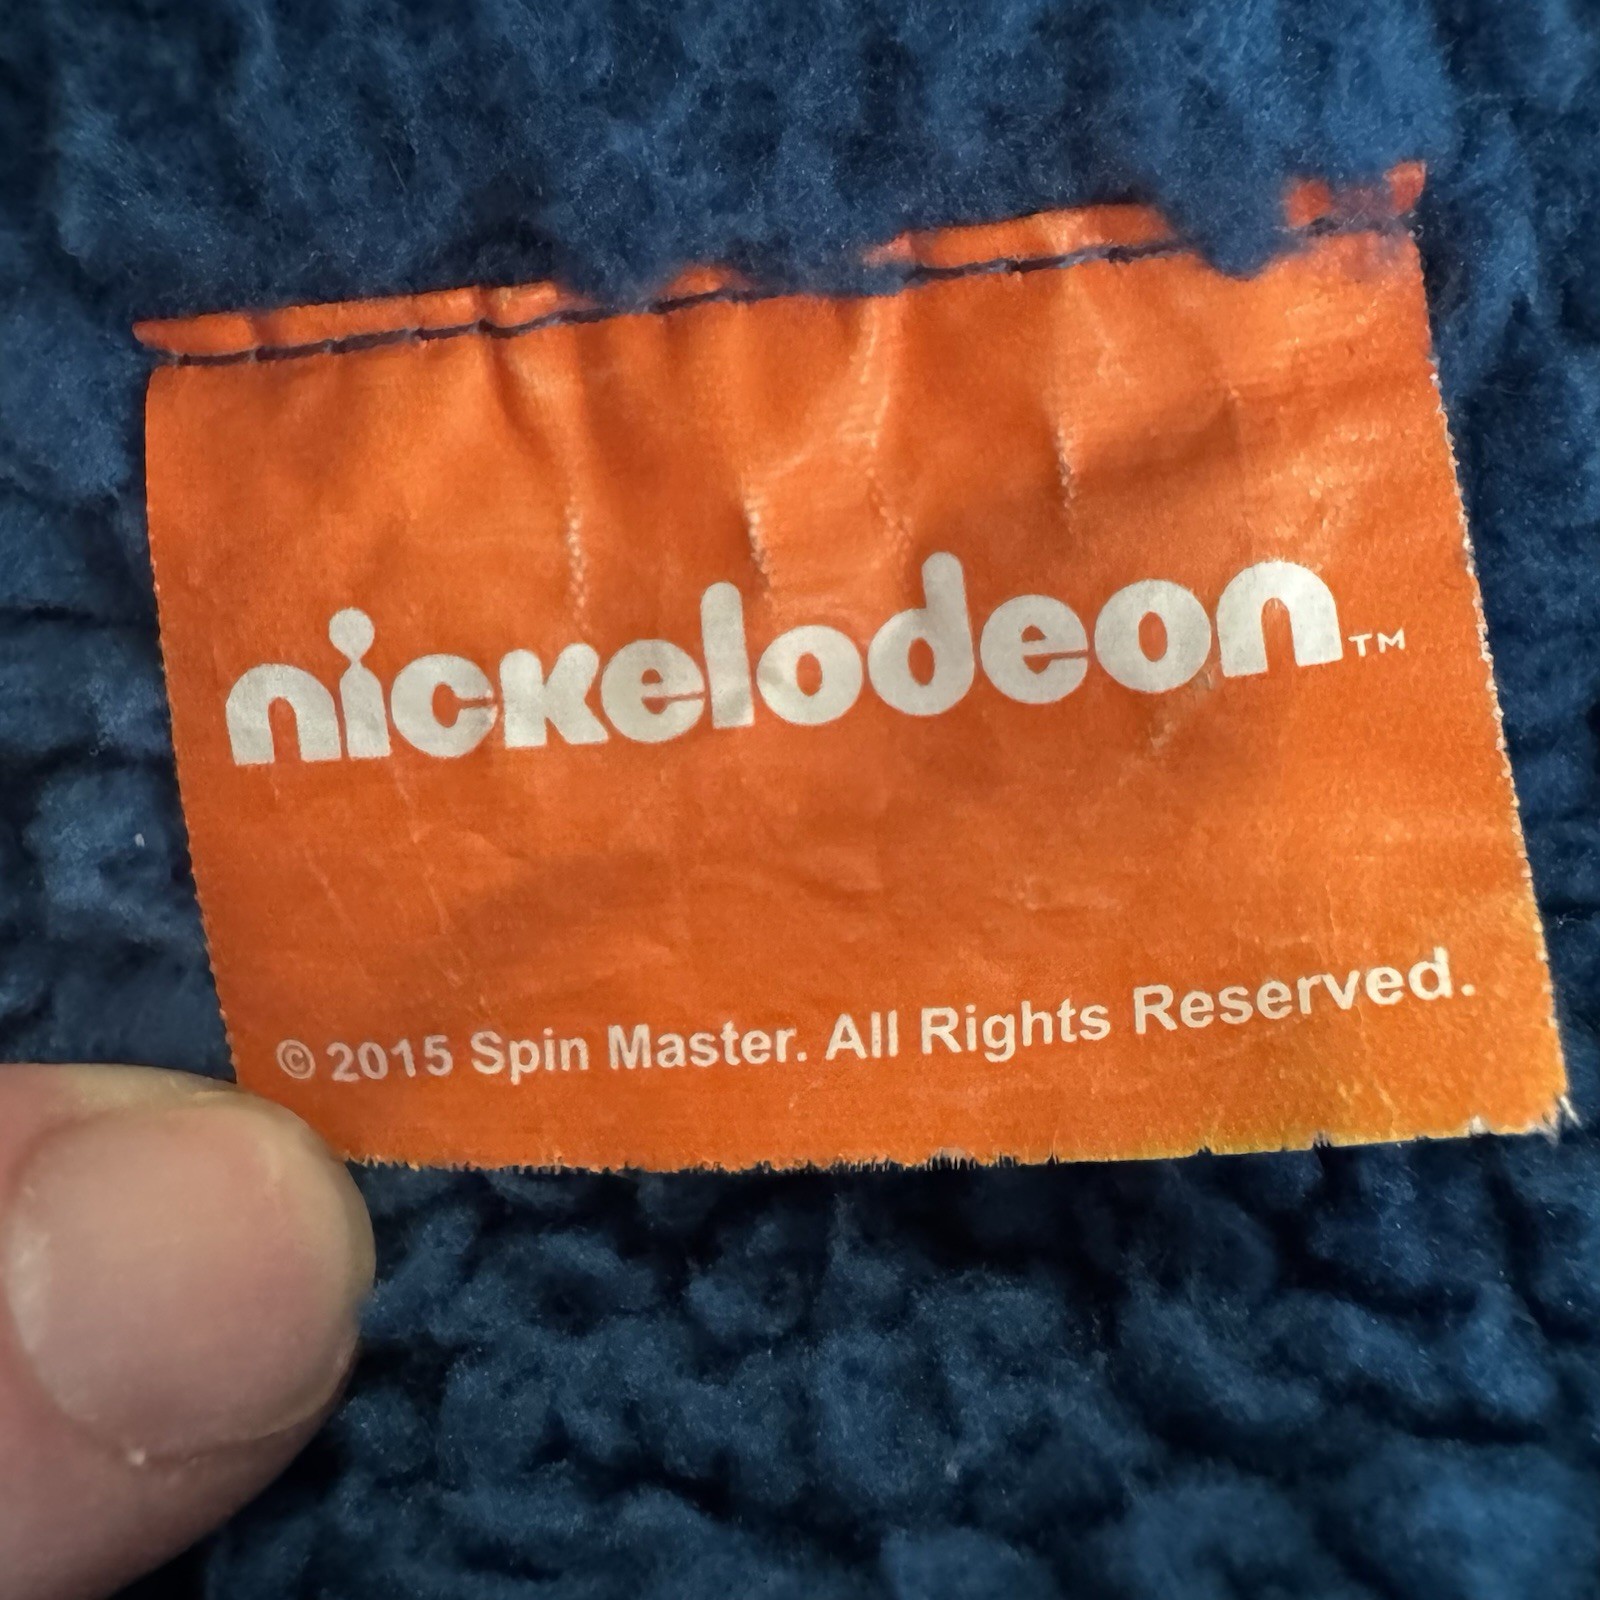 nickelodeon™
© 2015 Spin Master. All Rights Reserved.